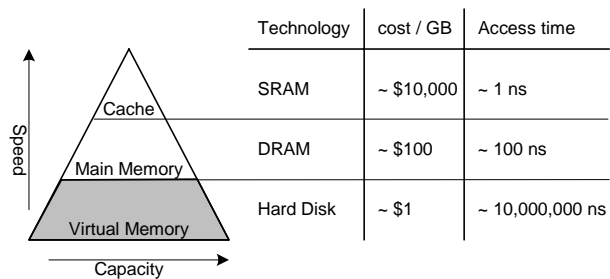 Technology cost / GB Access time
SRAM ~ $10,000 ~ 1 ns
Cache
DRAM ~ $100 ~ 100 ns
Main Memory
Hard Disk ~ $1 ~ 10,000,000 ns
Virtual Memory
Speed
Capacity